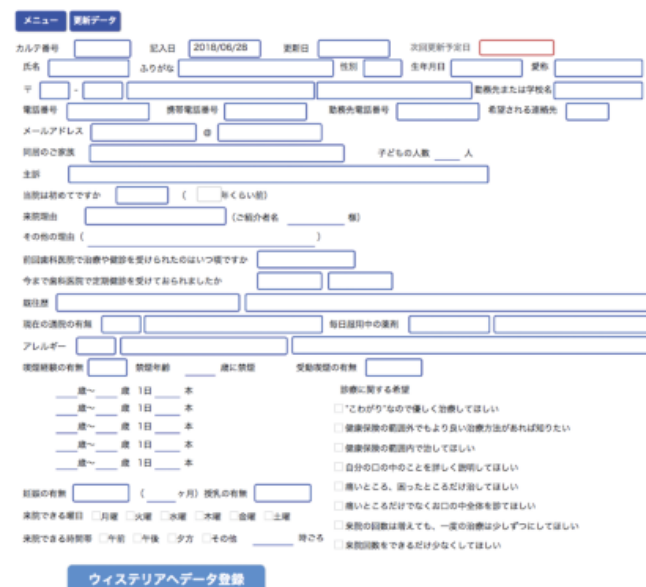 メニュー 更新データ
カルテ番号 記入日 2018/06/28 更新日 次回更新予定日
氏名 ふりがな 性別 生年月日 愛称
〒 - 勤務先または学校名
電話番号 携帯電話番号 勤務先電話番号 希望される連絡先
メールアドレス @
同居のご家族 子どもの人数 人
主訴
当院は初めてですか ( 年くらい前)
来院理由 (ご紹介者名 様)
その他の理由 ( )
前回歯科医院で治療や健診を受けられたのはいつ頃ですか
今まで歯科医院で定期健診を受けておられましたか
既往歴
現在の通院の有無 毎日服用中の薬剤
アレルギー
喫煙経験の有無 禁煙年齢 歳に禁煙 受動喫煙の有無
歳〜 歳 1日 本
歳〜 歳 1日 本
歳〜 歳 1日 本
歳〜 歳 1日 本
歳〜 歳 1日 本
妊娠の有無 ( ヶ月) 授乳の有無
来院できる曜日 月曜 火曜 水曜 木曜 金曜 土曜
来院できる時間帯 午前 午後 夕方 その他 時ごろ
診療に関する希望
"こわがり"なので優しく治療してほしい
健康保険の範囲外でもより良い治療方法があれば知りたい
健康保険の範囲内で治してほしい
自分の口の中のことを詳しく説明してほしい
痛いところ、困ったところだけ治してほしい
痛いところだけでなくお口の中全体を診てほしい
来院の回数は増えても、一度の治療は少しずつにしてほしい
来院回数をできるだけ少なくしてほしい
ウィステリアへデータ登録